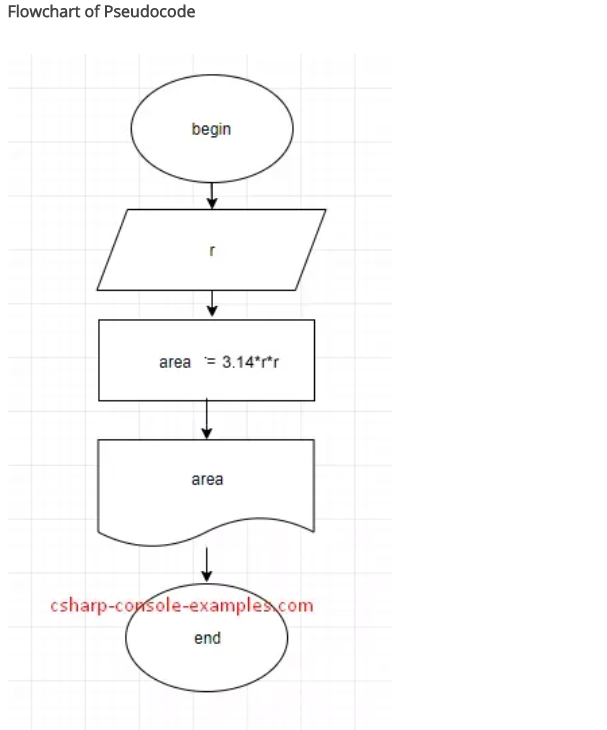 Flowchart of Pseudocode
begin
r
area = 3.14*r*r
area
csharp-console-examples.com
end